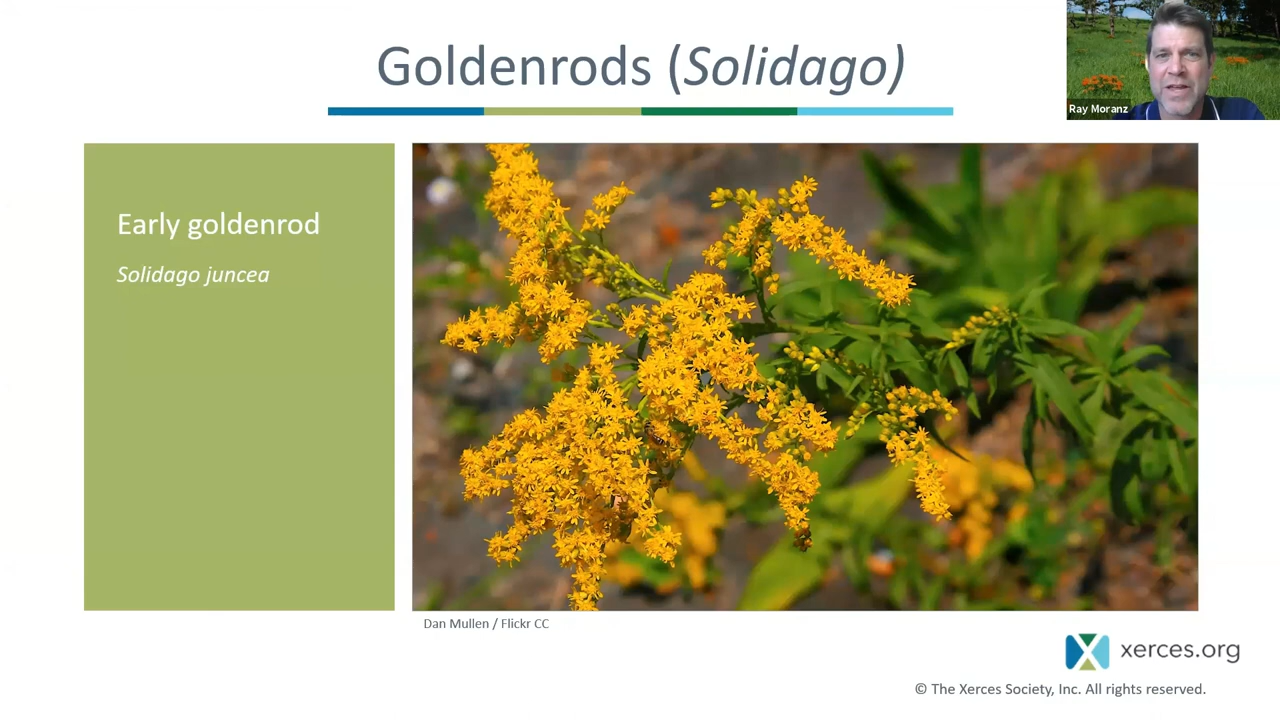 Goldenrods (Solidago)
Ray Moranz
Early goldenrod
Solidago juncea
Dan Mullen / Flickr CC
xerces.org
© The Xerces Society, Inc. All rights reserved.